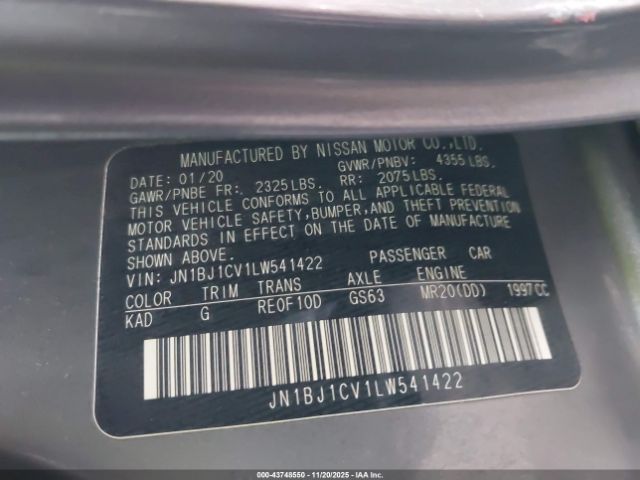 MANUFACTURED BY NISSAN MOTOR CO.,LTD.
DATE: 01/20 GVWR/PNBV: 4355 LBS.
GAWR/PNBE FR: 2325 LBS. RR: 2075 LBS.
THIS VEHICLE CONFORMS TO ALL APPLICABLE FEDERAL
MOTOR VEHICLE SAFETY, BUMPER, AND THEFT PREVENTION
STANDARDS IN EFFECT ON THE DATE OF MANUFACTURE
SHOWN ABOVE.
VIN: JN1BJ1CV1LW541422 PASSENGER CAR
COLOR TRIM TRANS AXLE ENGINE
KAD G RE0F10D GS63 MR20(DD) 1997CC
JN1BJ1CV1LW541422
000-43748550 - 11/20/2025 - IAAI, Inc.